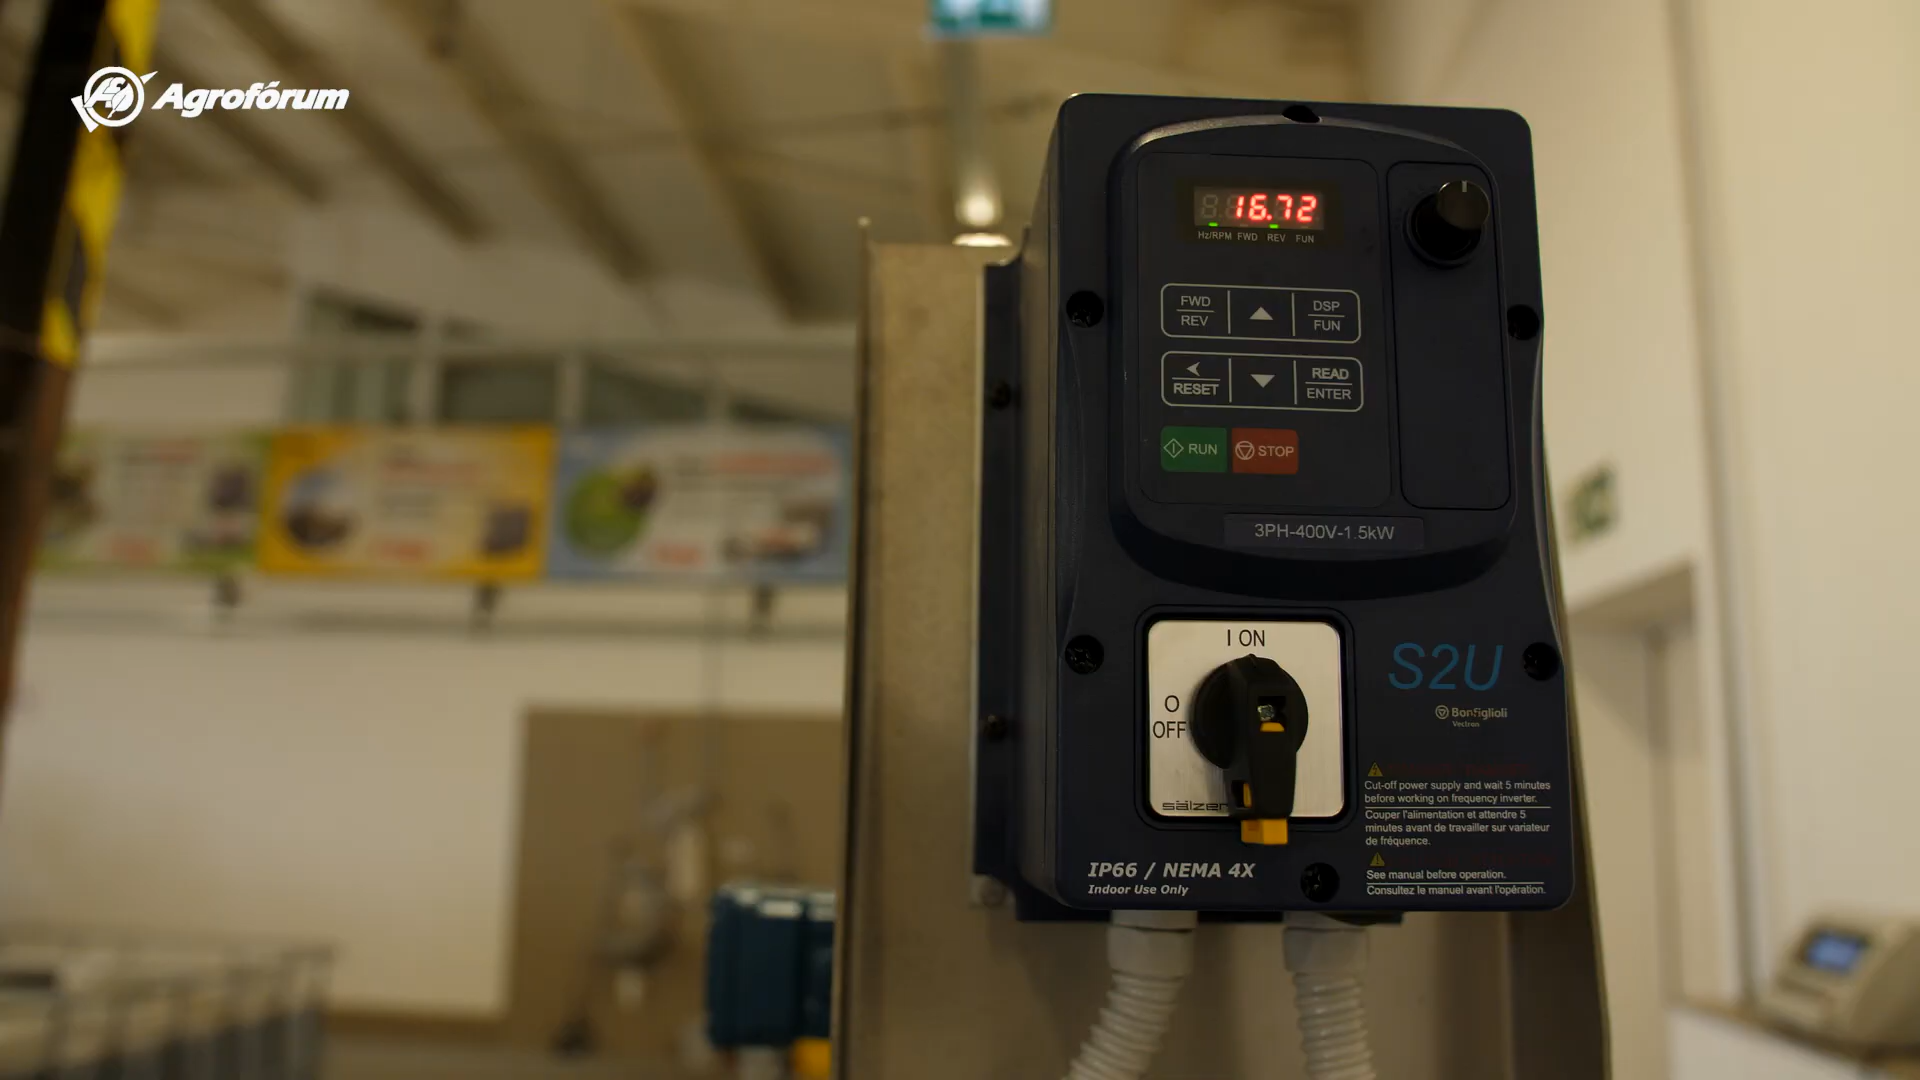 Agrofórum
16.72
Hz/RPM FWD REV FUN
FWD
REV
DSP
FUN
RESET
READ
ENTER
RUN
STOP
3PH-400V-1.5kW
I ON
O
OFF
sälzer
S2U
Bonfiglioli
Vectron
Cut-off power supply and wait 5 minutes
before working on frequency inverter.
Couper l'alimentation et attendre 5
minutes avant de travailler sur variateur
de fréquence.
See manual before operation.
Consultez le manuel avant l'opération.
IP66 / NEMA 4X
Indoor Use Only